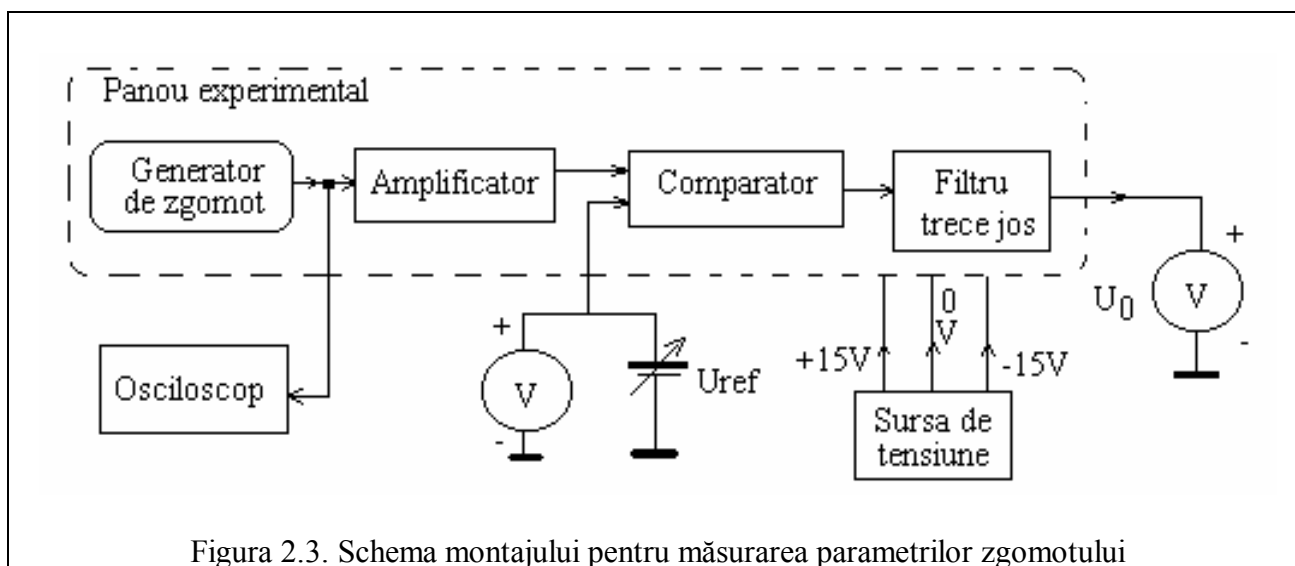 Panou experimental
Generator
de zgomot
Amplificator
Comparator
Filtru
trece jos
+
V
-
U0
Osciloscop
+
V
-
Uref
+15V
0
V
-15V
Sursa de
tensiune
Figura 2.3. Schema montajului pentru măsurarea parametrilor zgomotului